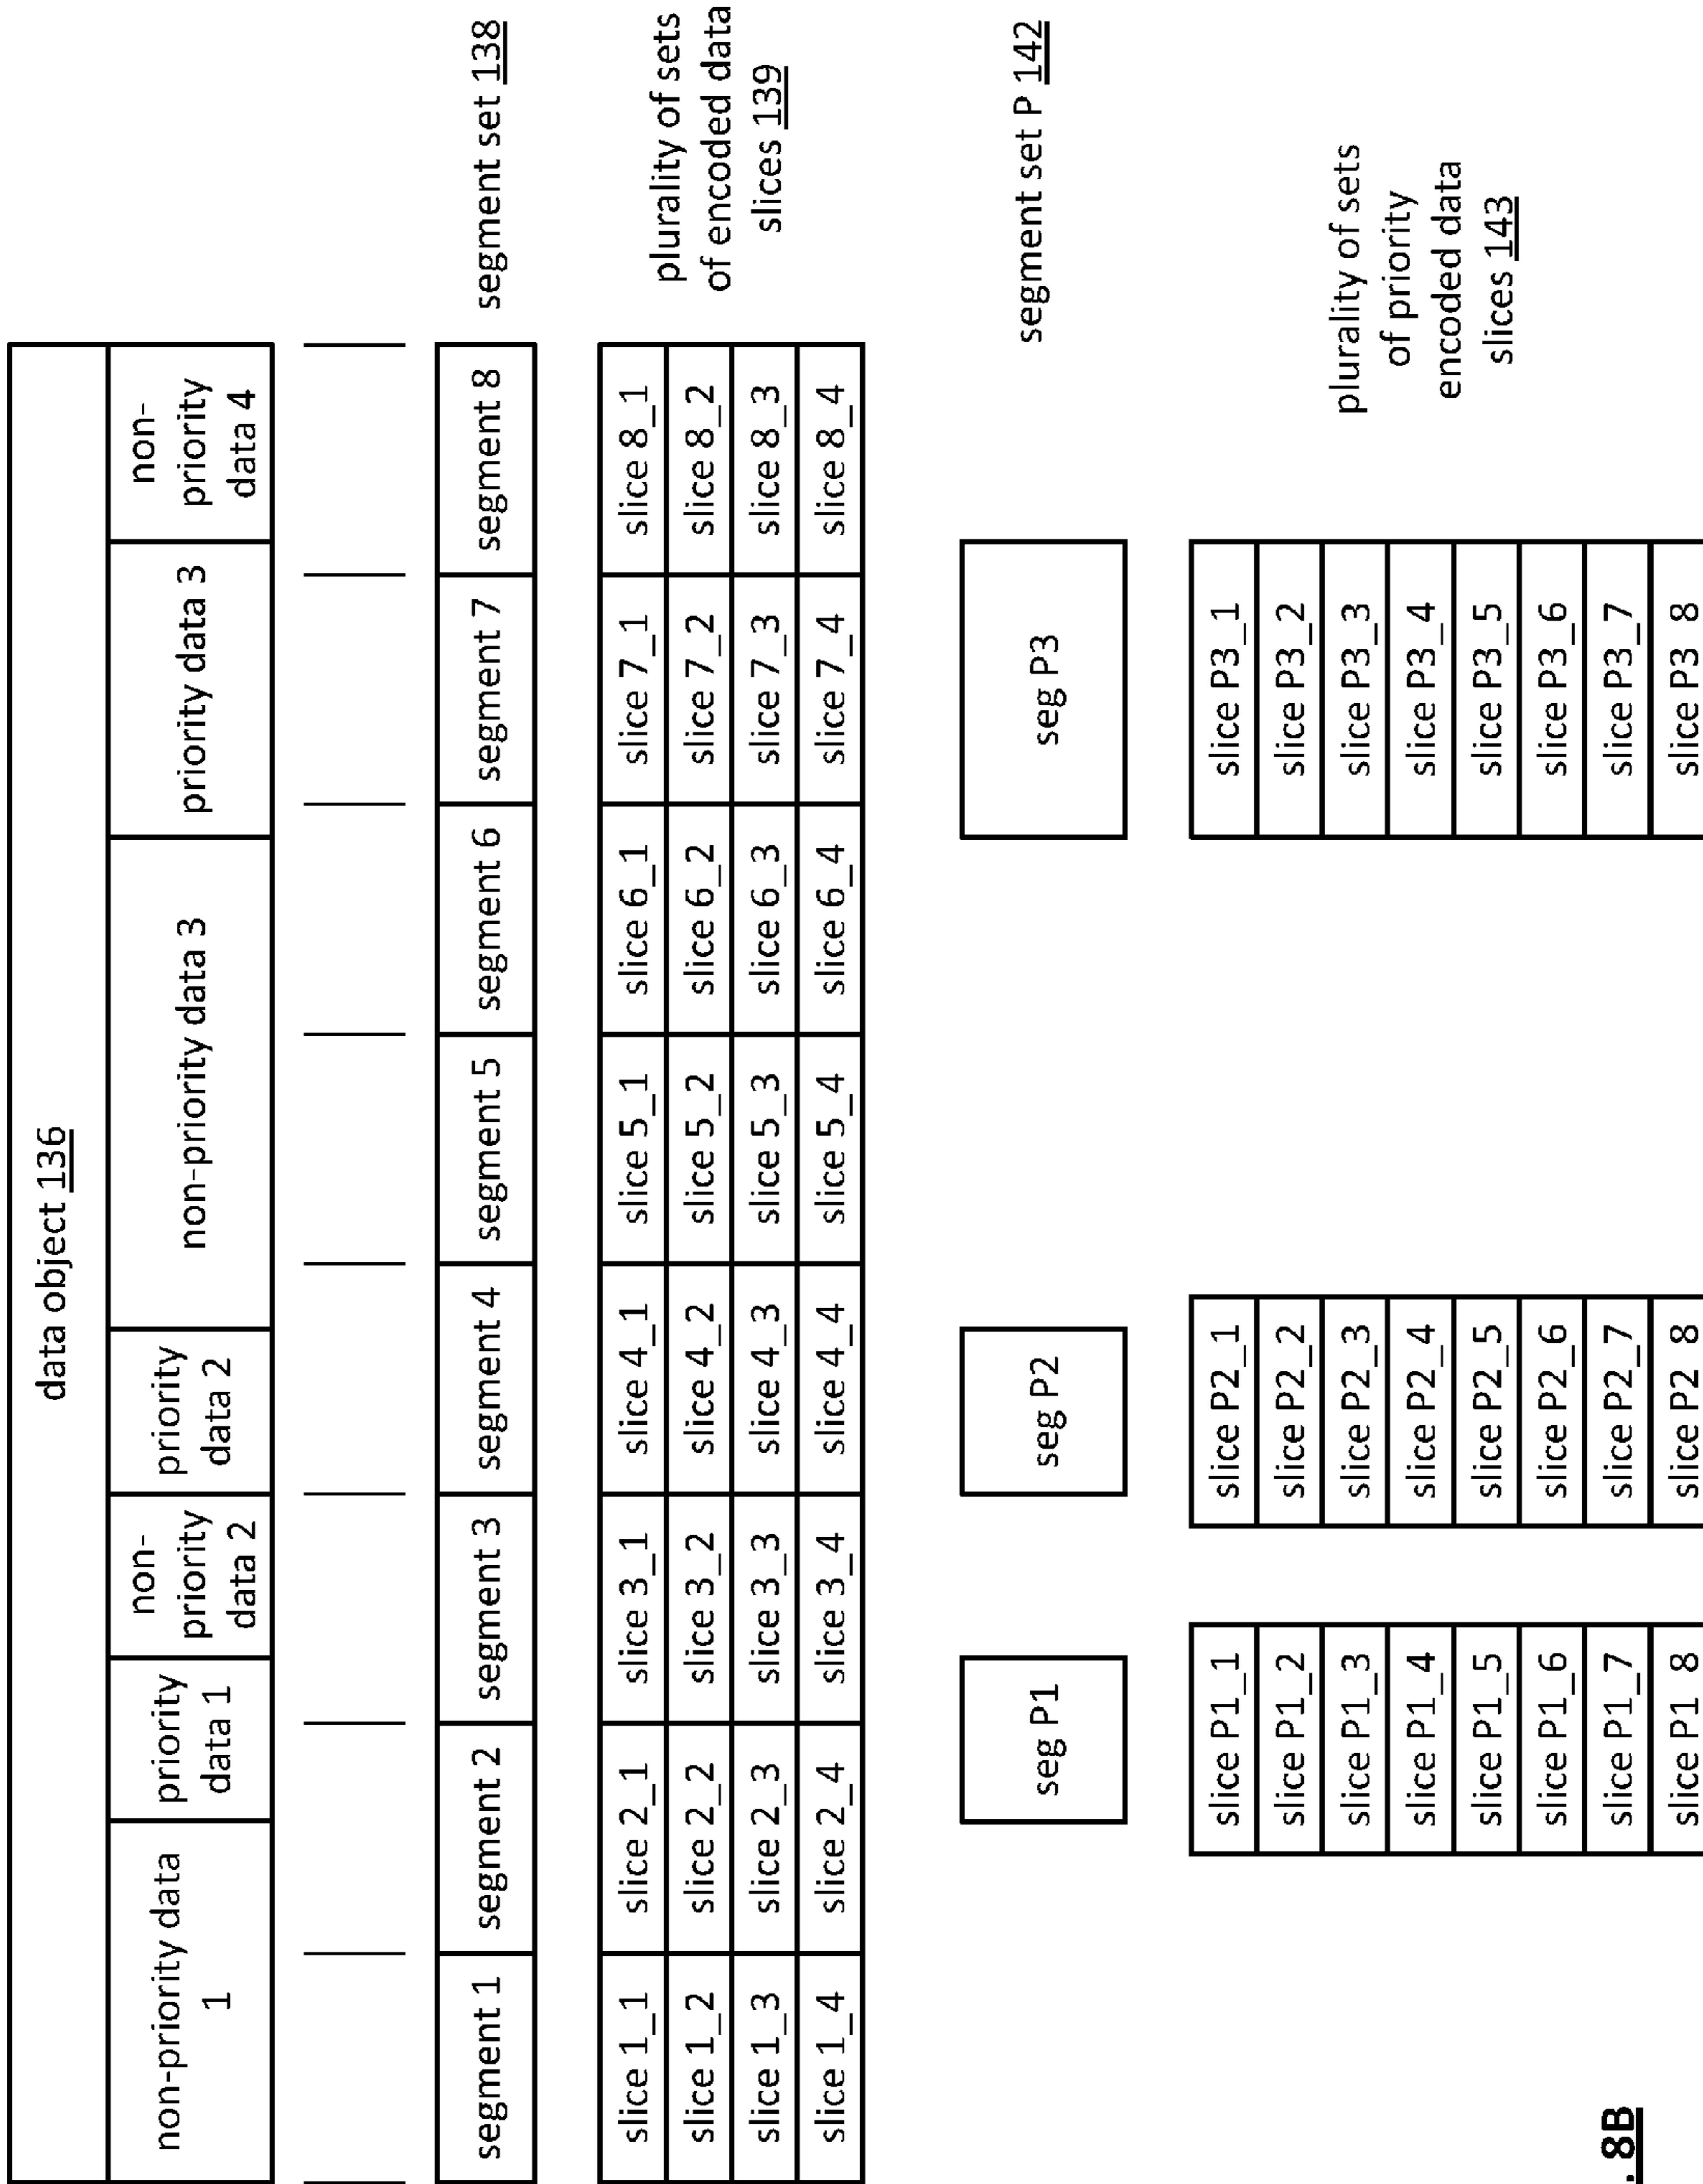 data object 136
non-priority data
1
priority
data 1
non-
priority
data 2
priority
data 2
non-priority data 3
priority data 3
non-
priority
data 4
segment 1
segment 2
segment 3
segment 4
segment 5
segment 6
segment 7
segment 8
segment set 138
slice 1_1
slice 2_1
slice 3_1
slice 4_1
slice 5_1
slice 6_1
slice 7_1
slice 8_1
slice 1_2
slice 2_2
slice 3_2
slice 4_2
slice 5_2
slice 6_2
slice 7_2
slice 8_2
slice 1_3
slice 2_3
slice 3_3
slice 4_3
slice 5_3
slice 6_3
slice 7_3
slice 8_3
slice 1_4
slice 2_4
slice 3_4
slice 4_4
slice 5_4
slice 6_4
slice 7_4
slice 8_4
plurality of sets
of encoded data
slices 139
seg P1
seg P2
seg P3
segment set P 142
slice P1_1
slice P2_1
slice P3_1
slice P1_2
slice P2_2
slice P3_2
slice P1_3
slice P2_3
slice P3_3
slice P1_4
slice P2_4
slice P3_4
slice P1_5
slice P2_5
slice P3_5
slice P1_6
slice P2_6
slice P3_6
slice P1_7
slice P2_7
slice P3_7
slice P1 8
slice P2 8
slice P3 8
plurality of sets
of priority
encoded data
slices 143
. 8B